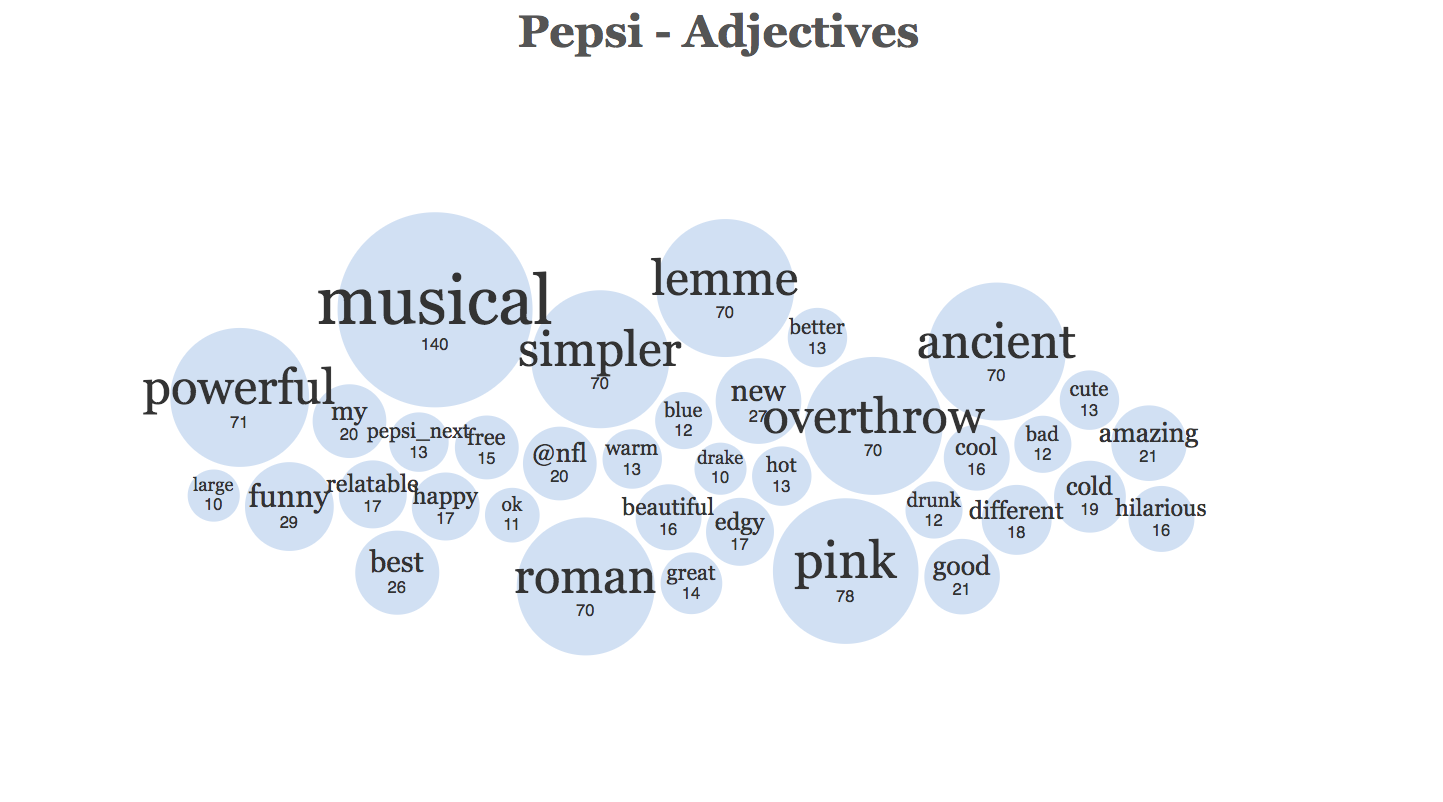 Pepsi - Adjectives
musical
140
lemme
70
simpler
70
better
13
ancient
70
powerful
71
my
20
pepsi_next
13
free
15
@nfl
20
warm
13
blue
12
new
27
overthrow
70
cute
13
cool
16
bad
12
amazing
21
large
10
funny
29
relatable
17
happy
17
ok
11
drake
10
hot
13
beautiful
16
edgy
17
drunk
12
different
18
cold
19
hilarious
16
best
26
roman
70
great
14
pink
78
good
21